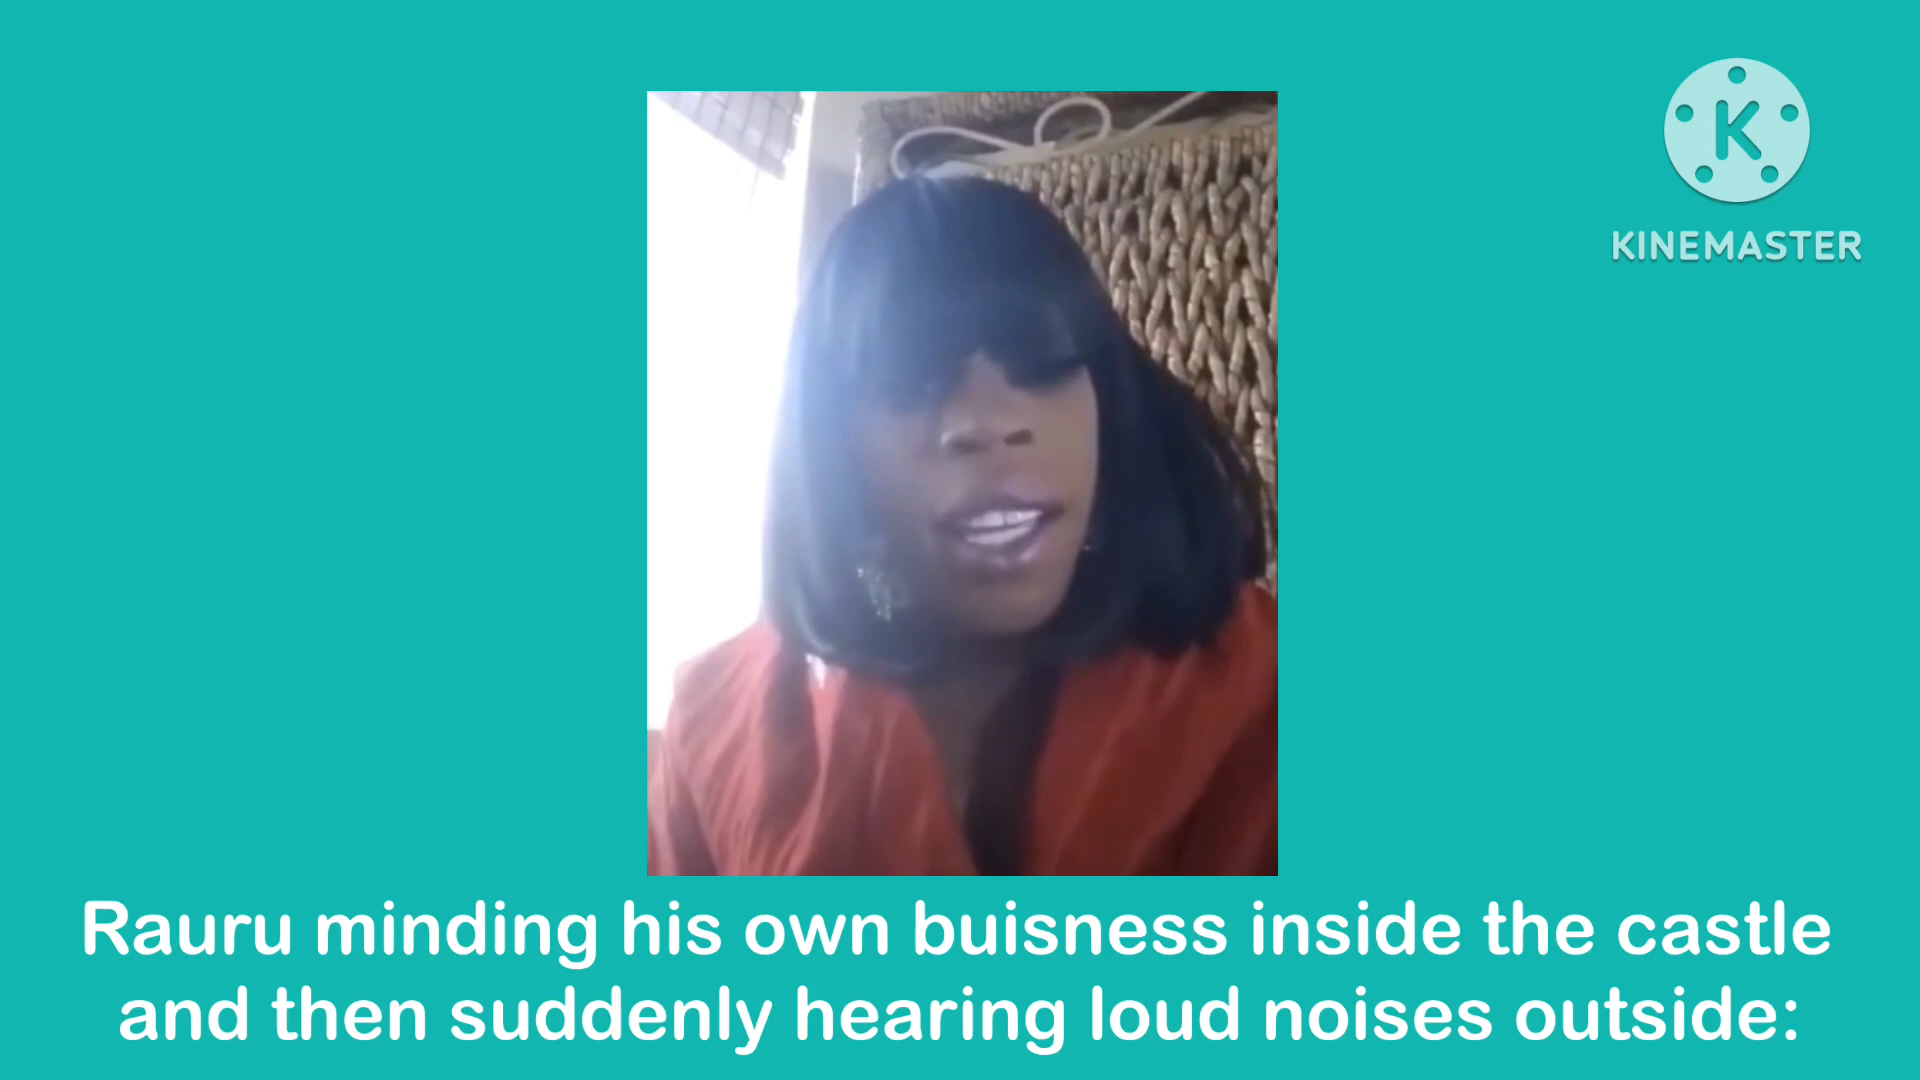 K
KINEMASTER
Rauru minding his own buisness inside the castle
and then suddenly hearing loud noises outside: